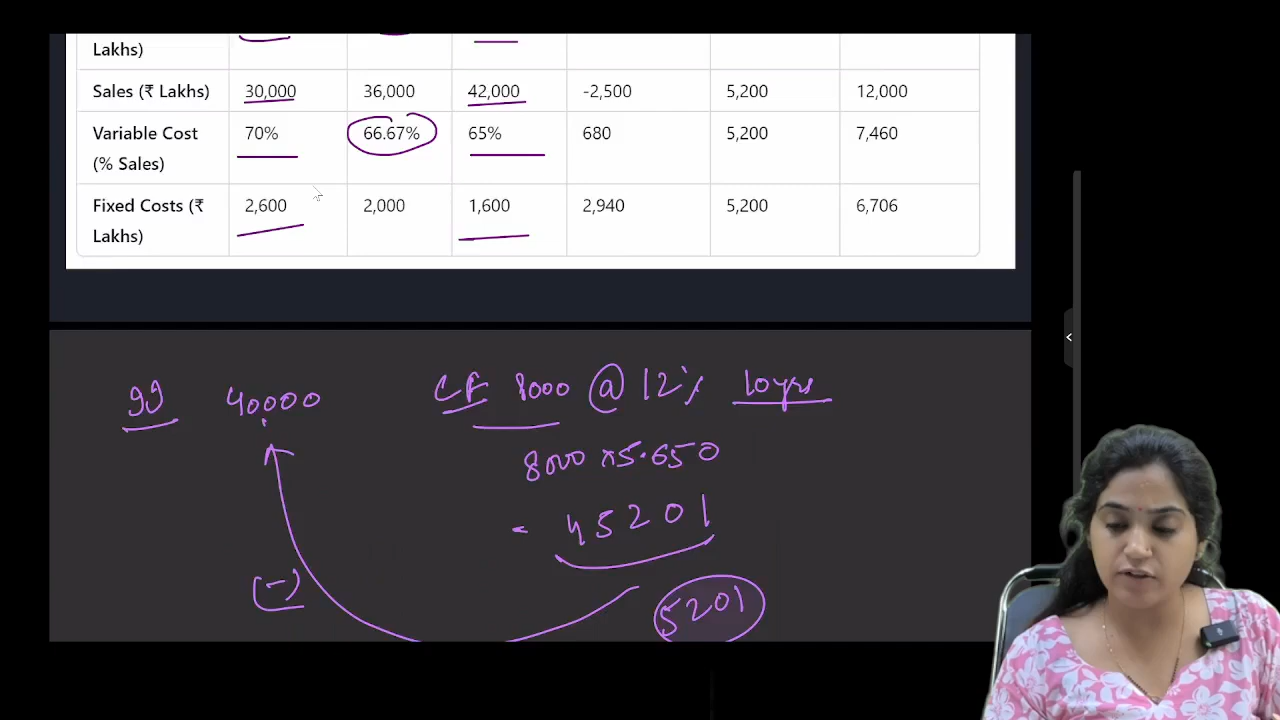 Lakhs)
Sales (₹ Lakhs) 30,000 36,000 42,000 -2,500 5,200 12,000
Variable Cost (% Sales) 70% 66.67% 65% 680 5,200 7,460
Fixed Costs (₹ Lakhs) 2,600 2,000 1,600 2,940 5,200 6,706
40000 CF 8000 @ 12% 10 yrs
8000 × 5.650
= 45201
(-)
5201